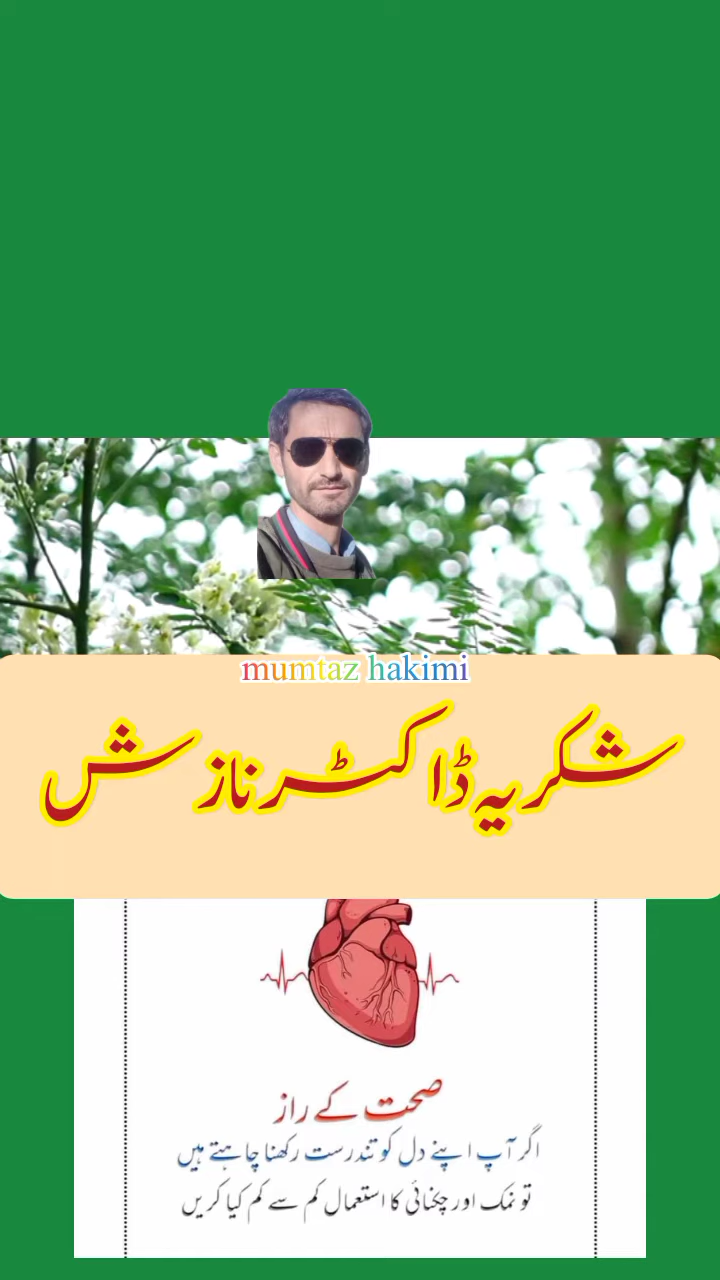 mumtaz hakimi
شکریہ ڈاکٹر نازش
صحت کے راز
اگر آپ اپنے دل کو تندرست رکھنا چاہتے ہیں
تو نمک اور چکنائی کا استعمال کم سے کم کیا کریں